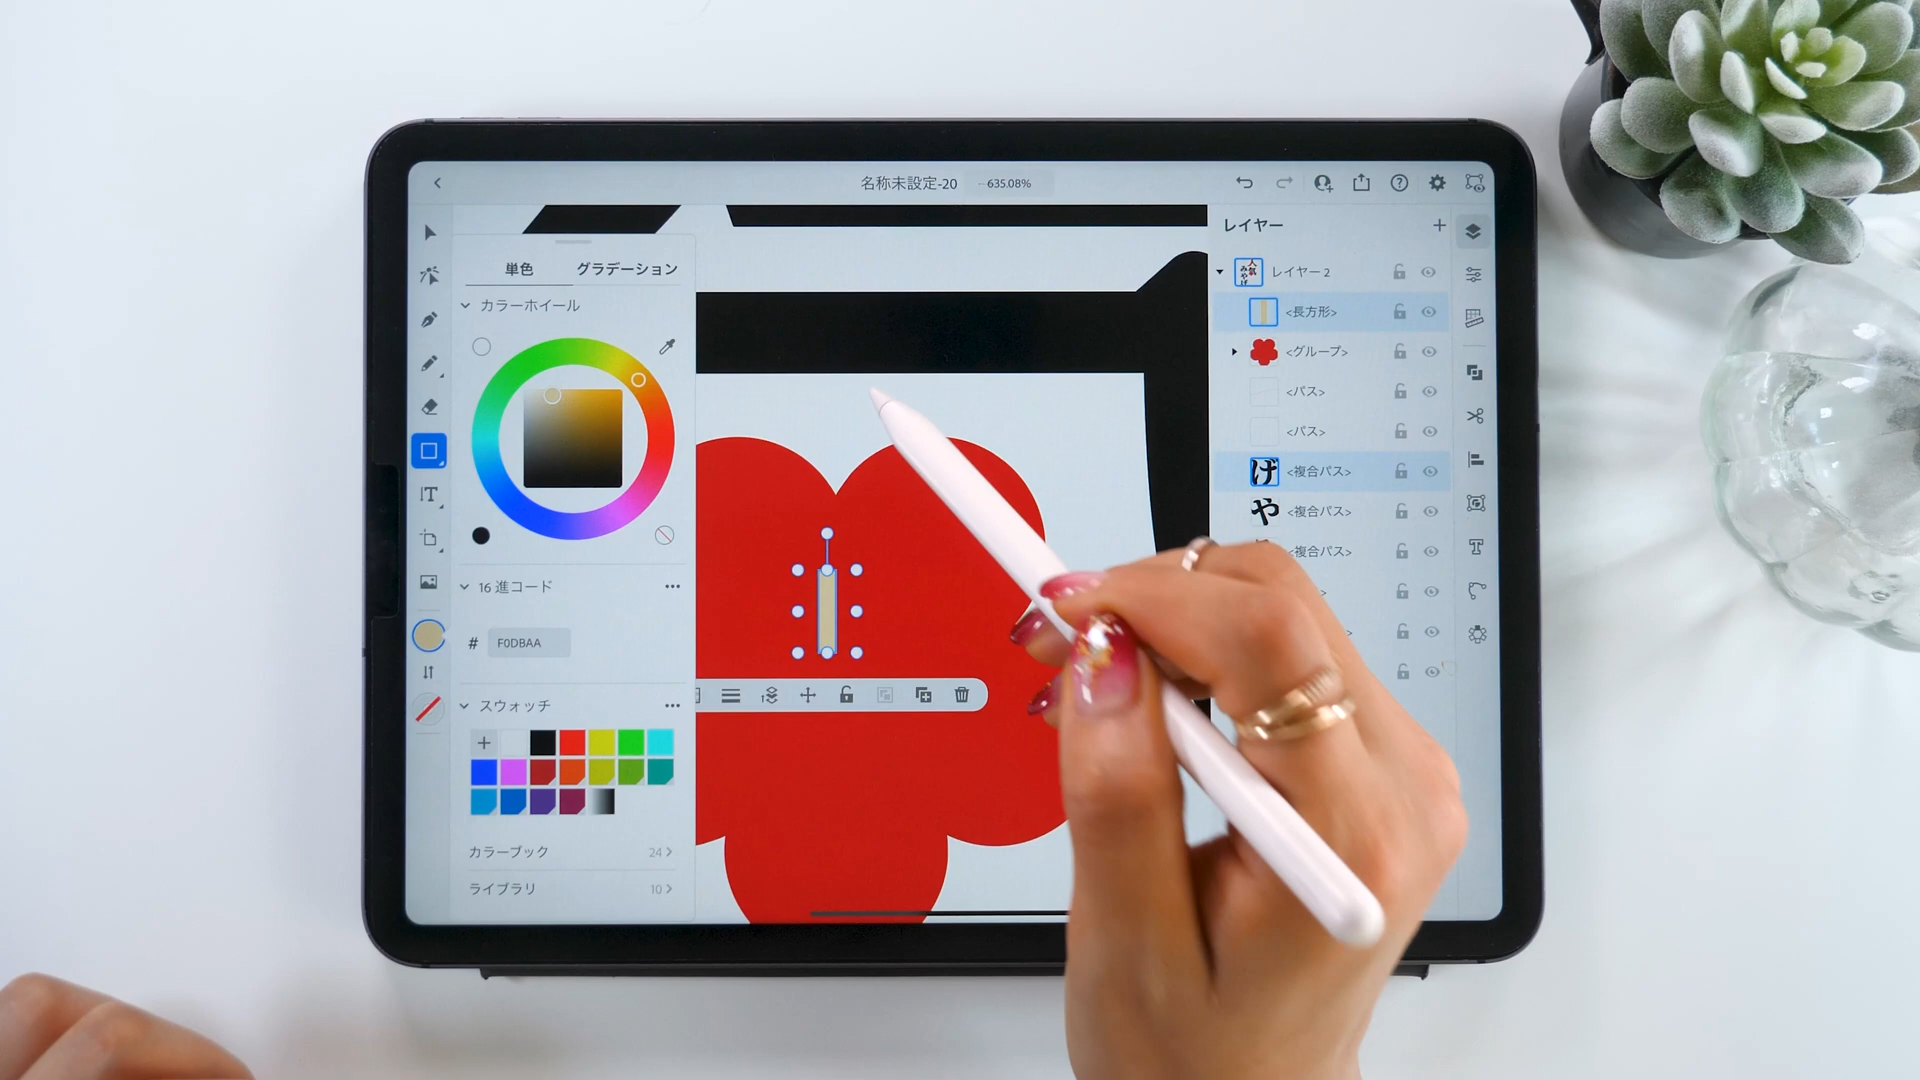 名称未設定-20
635.08%
単色 グラデーション
カラーホイール
16 進コード
# F0DBAA
スウォッチ
カラーブック 24
ライブラリ 10
レイヤー
レイヤー 2
<長方形>
<グループ>
<パス>
<パス>
げ <複合パス>
や <複合パス>
<複合パス>